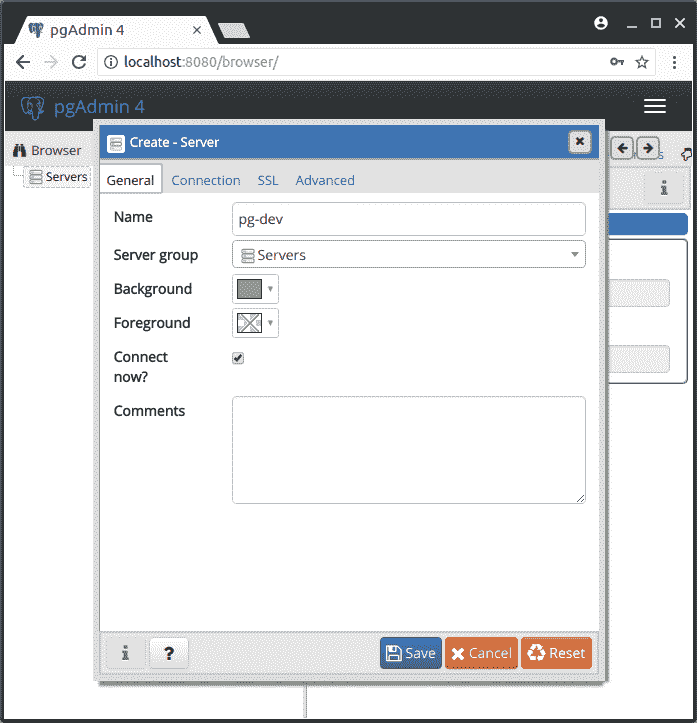 pgAdmin 4
localhost:8080/browser/
pgAdmin 4
Browser
Servers
Create - Server
General Connection SSL Advanced
Name pg-dev
Server group Servers
Background
Foreground
Connect
now?
Comments
i ? Save Cancel Reset